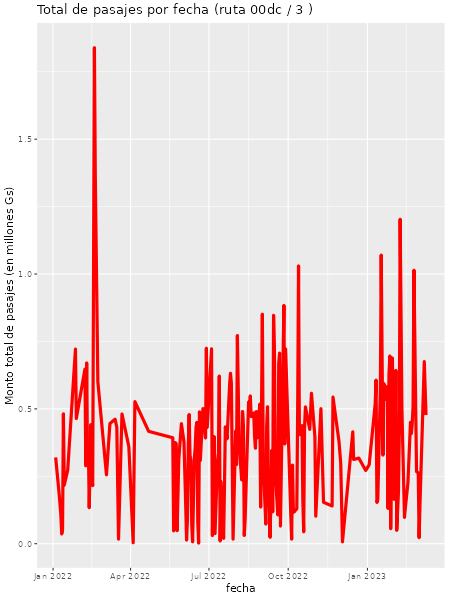 Total de pasajes por fecha (ruta 00dc / 3 )
Monto total de pasajes (en millones Gs)
1.5
1.0
0.5
0.0
Jan 2022 Apr 2022 Jul 2022 Oct 2022 Jan 2023
fecha